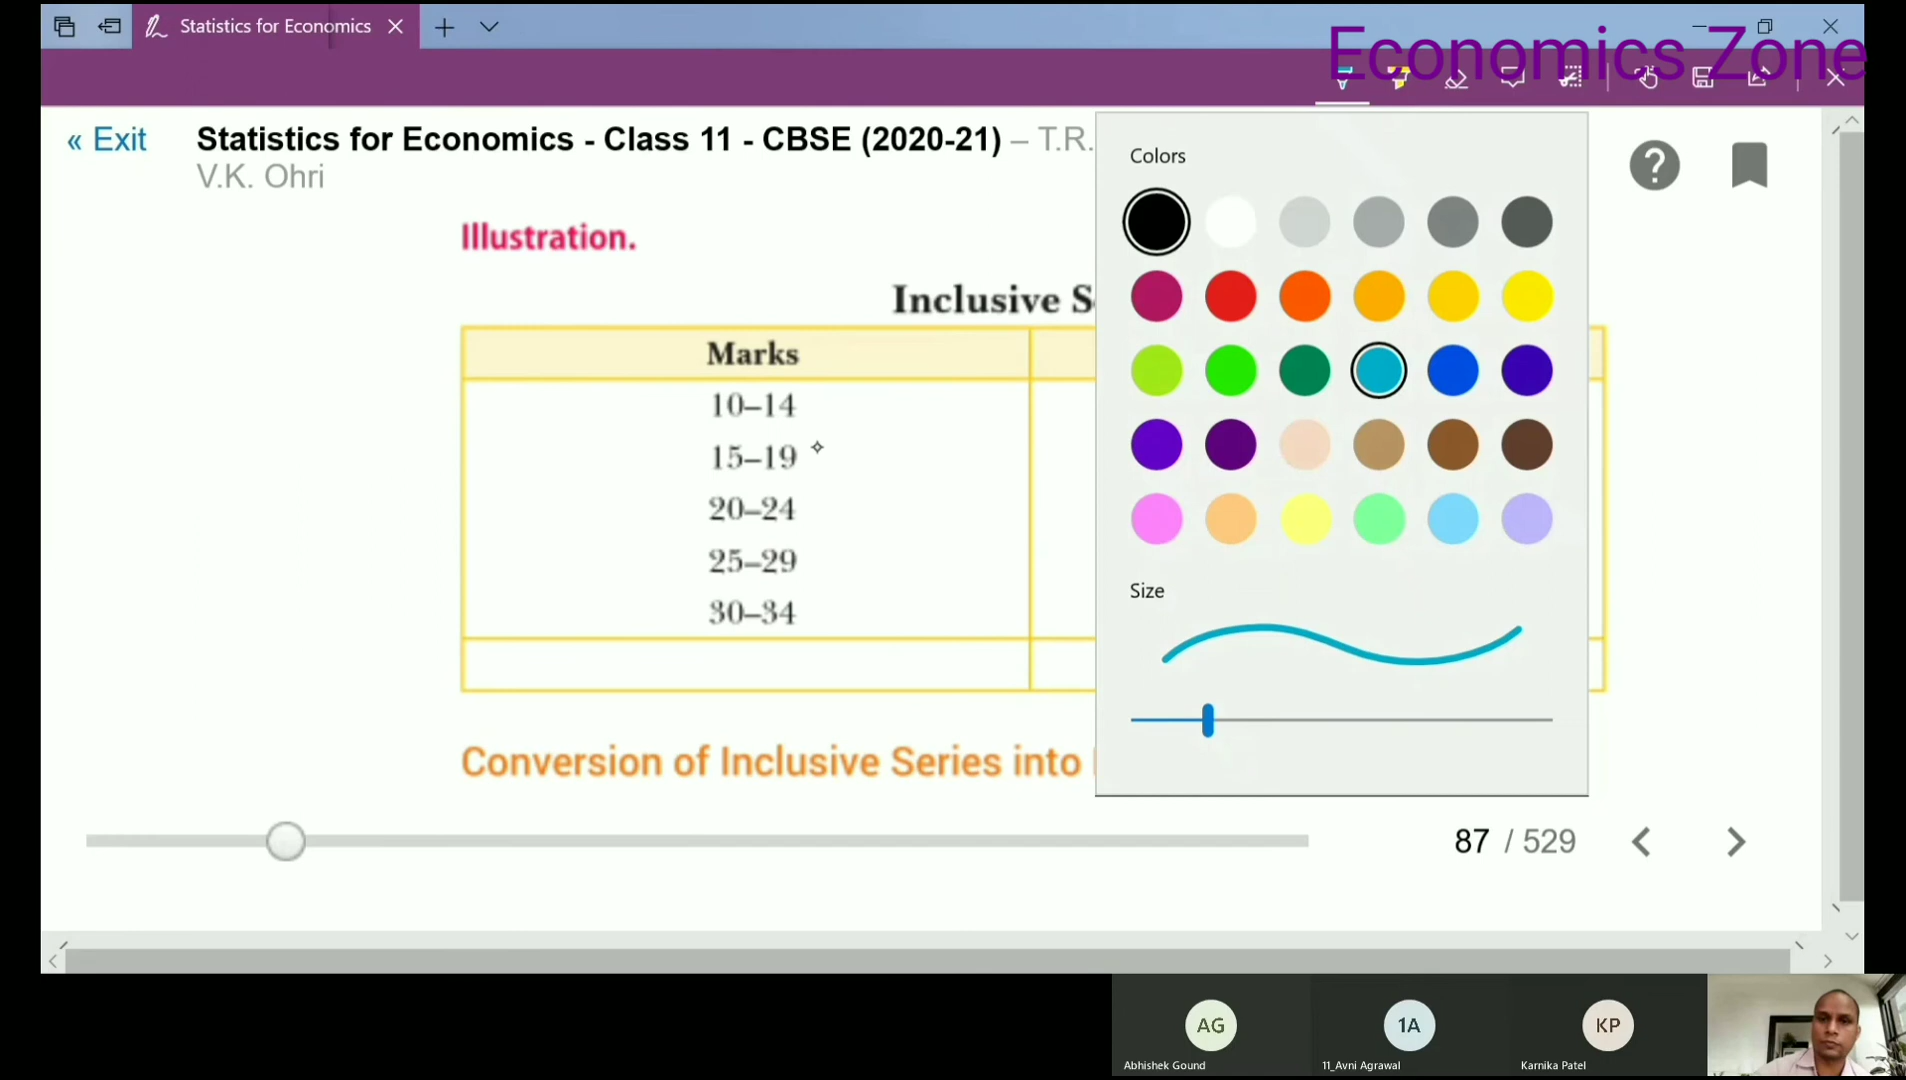 Statistics for Economics
Economics Zone
« Exit
Statistics for Economics - Class 11 - CBSE (2020-21) – T.R.
V.K. Ohri
Colors
Illustration.
Inclusive S
Marks
10–14
15–19
20–24
25–29
30–34
Size
Conversion of Inclusive Series into
87 / 529
AG
1A
KP
Abhishek Gound
11_Avni Agrawal
Karnika Patel